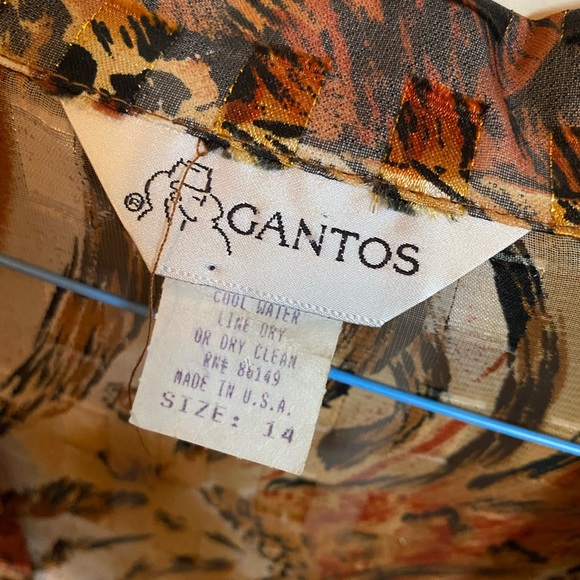 ® GANTOS
COOL WATER
LINE DRY
OR DRY CLEAN
RN# 86149
MADE IN U.S.A.
SIZE: 14